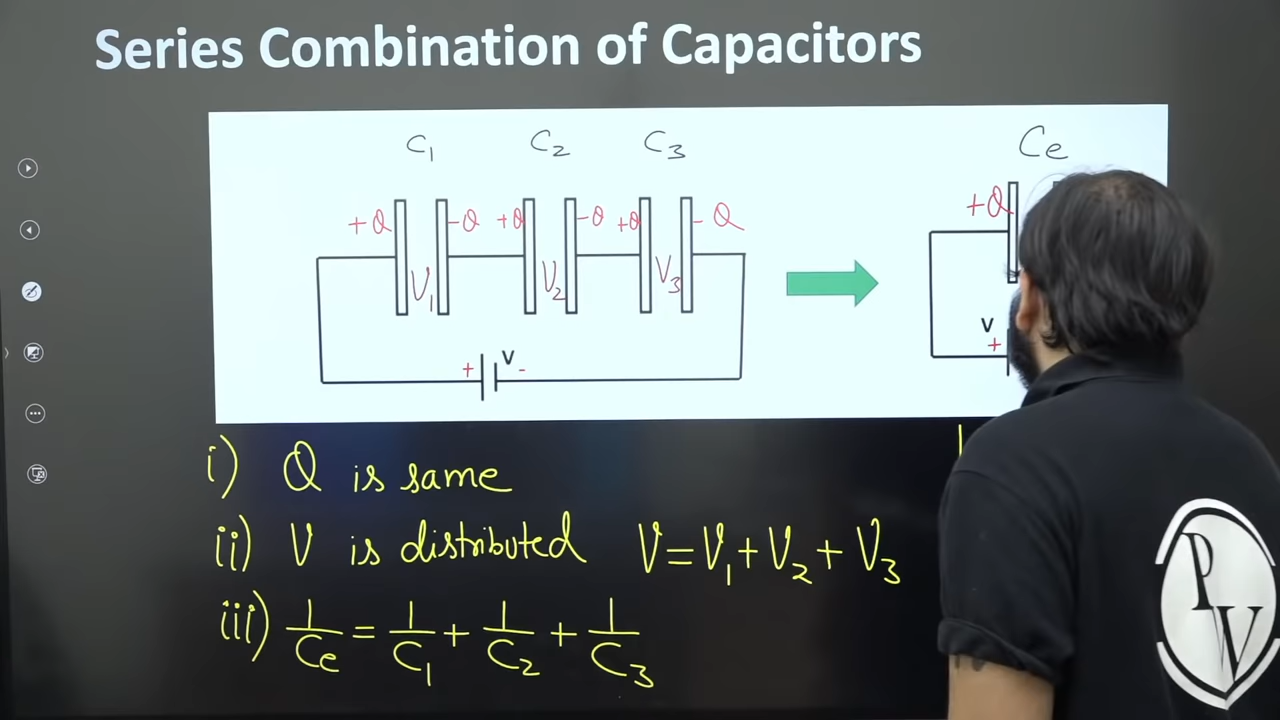 Series Combination of Capacitors
C₁ C₂ C₃ Ce
+Q -Q +Q -Q +Q -Q +Q
V₁ V₂ V₃
+ V - V +
i) Q is same
ii) V is distributed V = V₁ + V₂ + V₃
iii) 1/Ce = 1/C₁ + 1/C₂ + 1/C₃
PW